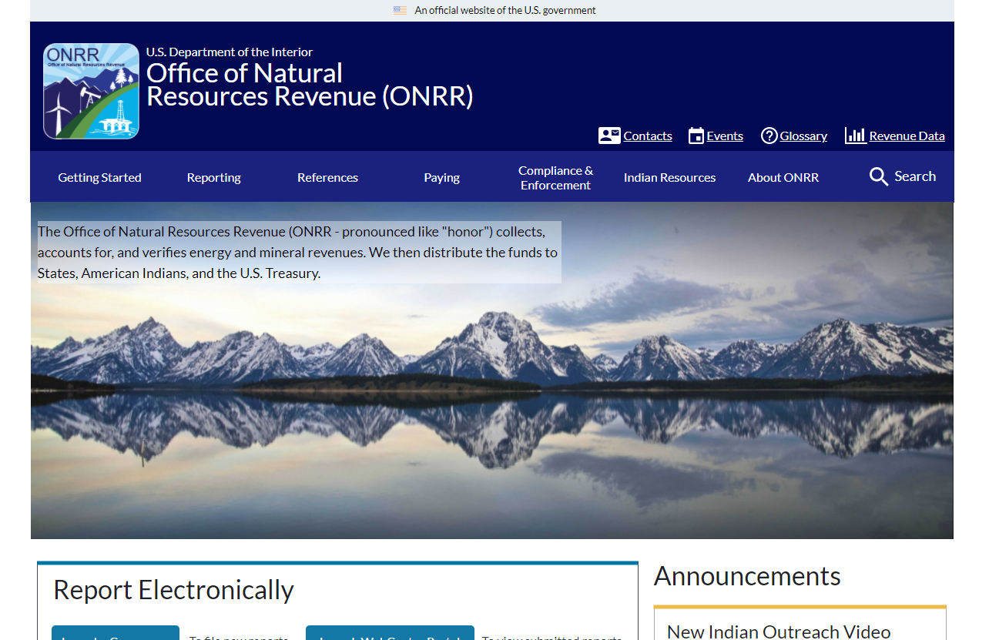 An official website of the U.S. government
ONRR
Office of Natural Resources Revenue
U.S. Department of the Interior
Office of Natural
Resources Revenue (ONRR)
Contacts
Events
Glossary
Revenue Data
Getting Started
Reporting
References
Paying
Compliance &
Enforcement
Indian Resources
About ONRR
Search
The Office of Natural Resources Revenue (ONRR - pronounced like "honor") collects,
accounts for, and verifies energy and mineral revenues. We then distribute the funds to
States, American Indians, and the U.S. Treasury.
Report Electronically
To file new reports
To view submitted reports
Announcements
New Indian Outreach Video